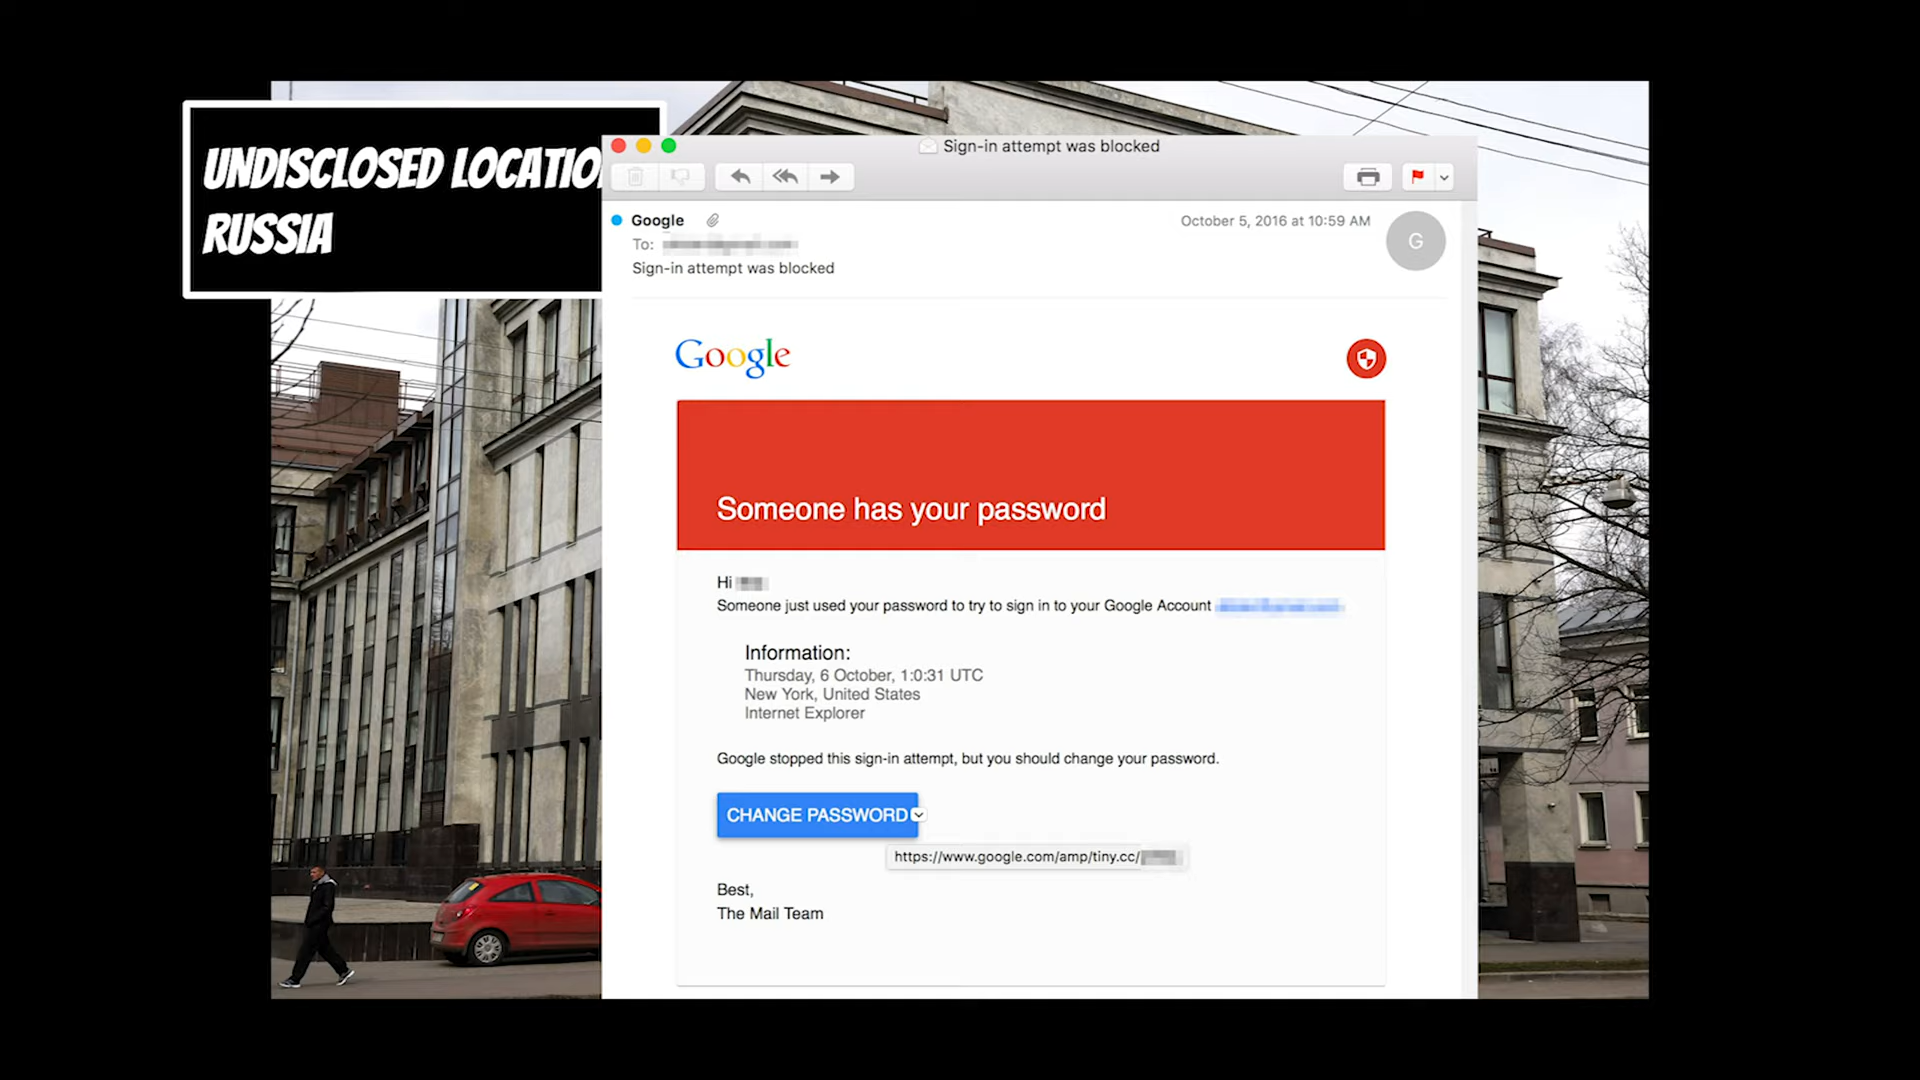 UNDISCLOSED LOCATIO
RUSSIA
Sign-in attempt was blocked
Google
October 5, 2016 at 10:59 AM
G
To:
Sign-in attempt was blocked
Google
Someone has your password
Hi
Someone just used your password to try to sign in to your Google Account
Information:
Thursday, 6 October, 1:0:31 UTC
New York, United States
Internet Explorer
Google stopped this sign-in attempt, but you should change your password.
CHANGE PASSWORD
https://www.google.com/amp/tiny.cc/
Best,
The Mail Team